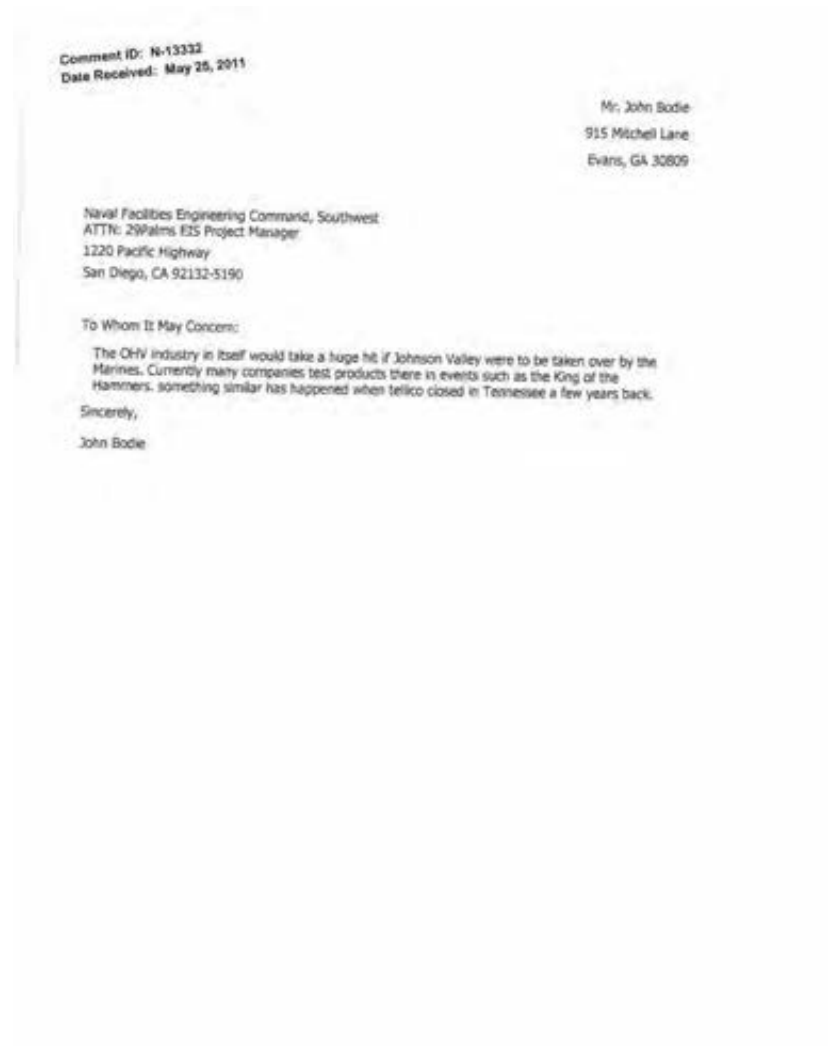 Comment ID: N-13332
Date Received: May 25, 2011
Mr. John Bodie
915 Mitchell Lane
Evans, GA 30809
Naval Facilities Engineering Command, Southwest
ATTN: 29Palms EIS Project Manager
1220 Pacific Highway
San Diego, CA 92132-5190
To Whom It May Concern:
The OHV industry in itself would take a huge hit if Johnson Valley were to be taken over by the
Marines. Currently many companies test products there in events such as the King of the
Hammers. something similar has happened when tellico closed in Tennessee a few years back.
Sincerely,
John Bodie